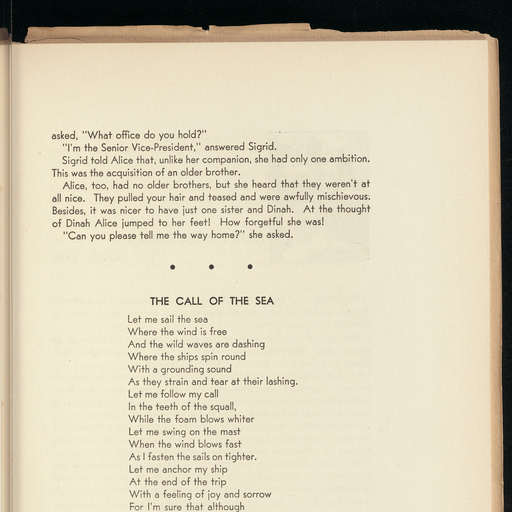 asked, "What office do you hold?"
"I'm the Senior Vice-President," answered Sigrid.
Sigrid told Alice that, unlike her companion, she had only one ambition.
This was the acquisition of an older brother.
Alice, too, had no older brothers, but she heard that they weren't at
all nice. They pulled your hair and teased and were awfully mischievous.
Besides, it was nicer to have just one sister and Dinah. At the thought
of Dinah Alice jumped to her feet! How forgetful she was!
"Can you please tell me the way home?" she asked.
• • •
THE CALL OF THE SEA
Let me sail the sea
Where the wind is free
And the wild waves are dashing
Where the ships spin round
With a grounding sound
As they strain and tear at their lashing.
Let me follow my call
In the teeth of the squall,
While the foam blows whiter
Let me swing on the mast
When the wind blows fast
As I fasten the sails on tighter.
Let me anchor my ship
At the end of the trip
With a feeling of joy and sorrow
For I'm sure that although